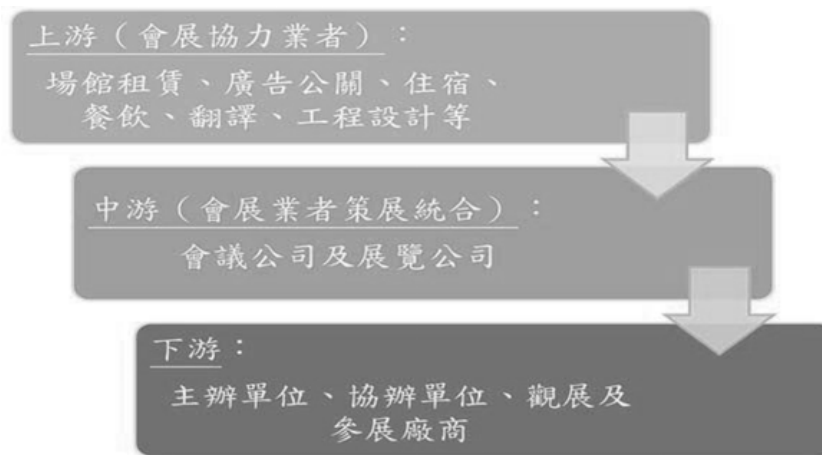 上游（會展協力業者）：
場館租賃、廣告公關、住宿、
餐飲、翻譯、工程設計等
中游（會展業者策展統合）：
會議公司及展覽公司
下游：
主辦單位、協辦單位、觀展及
參展廠商